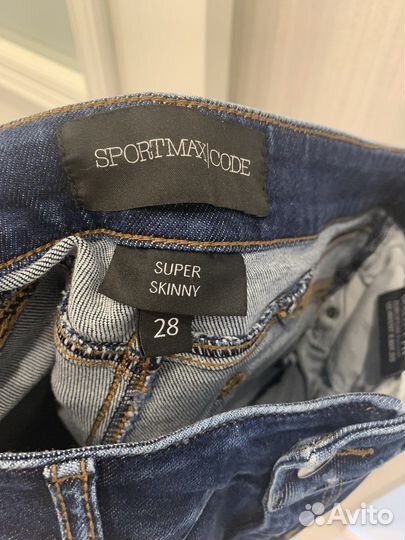 SPORTMAX|CODE
SUPER
SKINNY
28
Avito